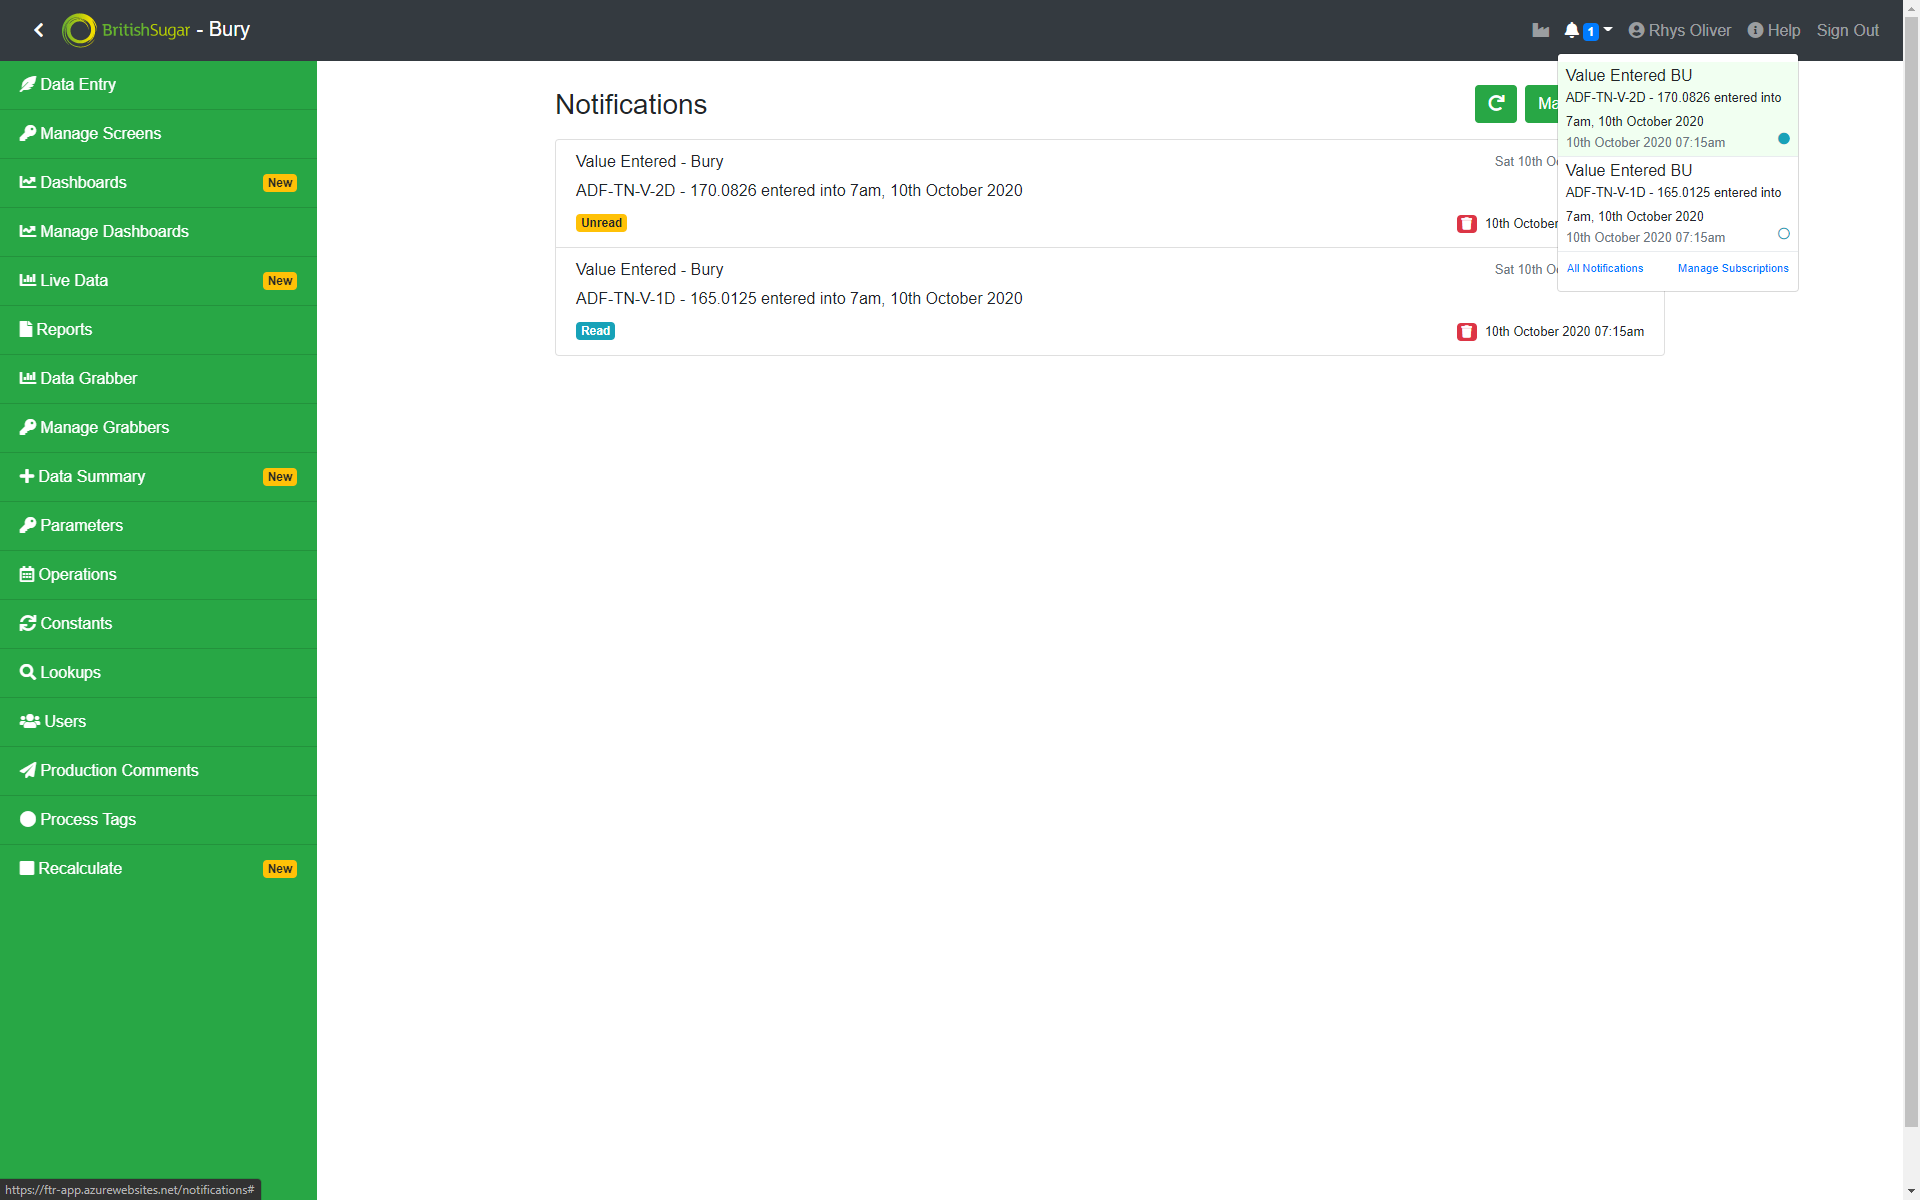 BritishSugar - Bury
1
Rhys Oliver
Help
Sign Out
Data Entry
Manage Screens
Dashboards New
Manage Dashboards
Live Data New
Reports
Data Grabber
Manage Grabbers
Data Summary New
Parameters
Operations
Constants
Lookups
Users
Production Comments
Process Tags
Recalculate New
Notifications
Ma
Value Entered - Bury
Sat 10th Oc
ADF-TN-V-2D - 170.0826 entered into 7am, 10th October 2020
Unread
10th October
Value Entered - Bury
Sat 10th Oc
ADF-TN-V-1D - 165.0125 entered into 7am, 10th October 2020
Read
10th October 2020 07:15am
Value Entered BU
ADF-TN-V-2D - 170.0826 entered into
7am, 10th October 2020
10th October 2020 07:15am
Value Entered BU
ADF-TN-V-1D - 165.0125 entered into
7am, 10th October 2020
10th October 2020 07:15am
All Notifications
Manage Subscriptions
https://ftr-app.azurewebsites.net/notifications#